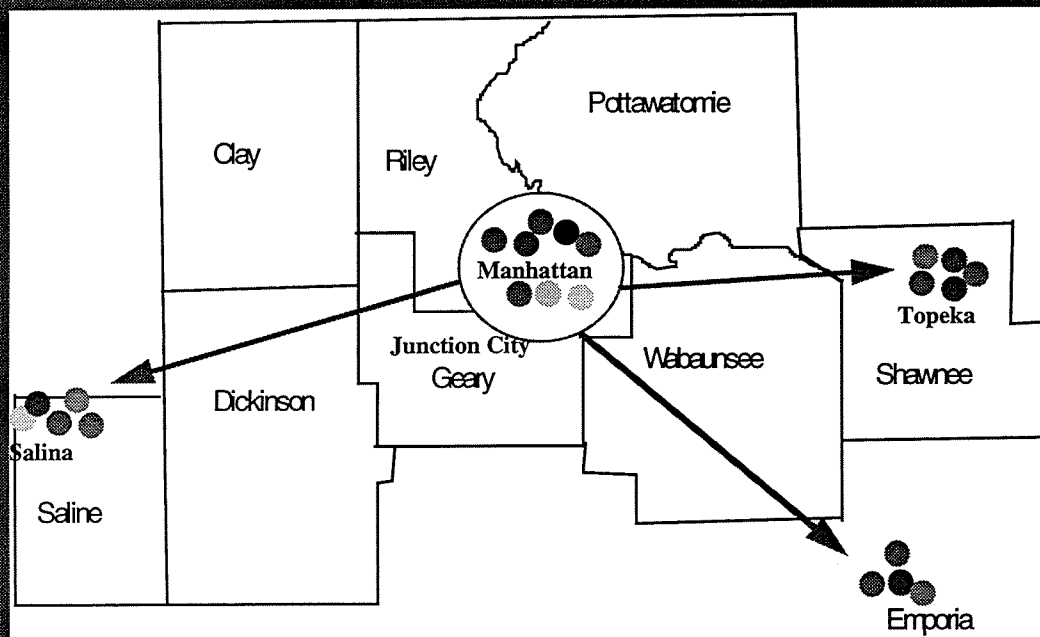 Pottawatomie
Clay
Riley
Manhattan
Topeka
Junction City
Geary
Wabaunsee
Shawnee
Dickinson
Salina
Saline
Emporia